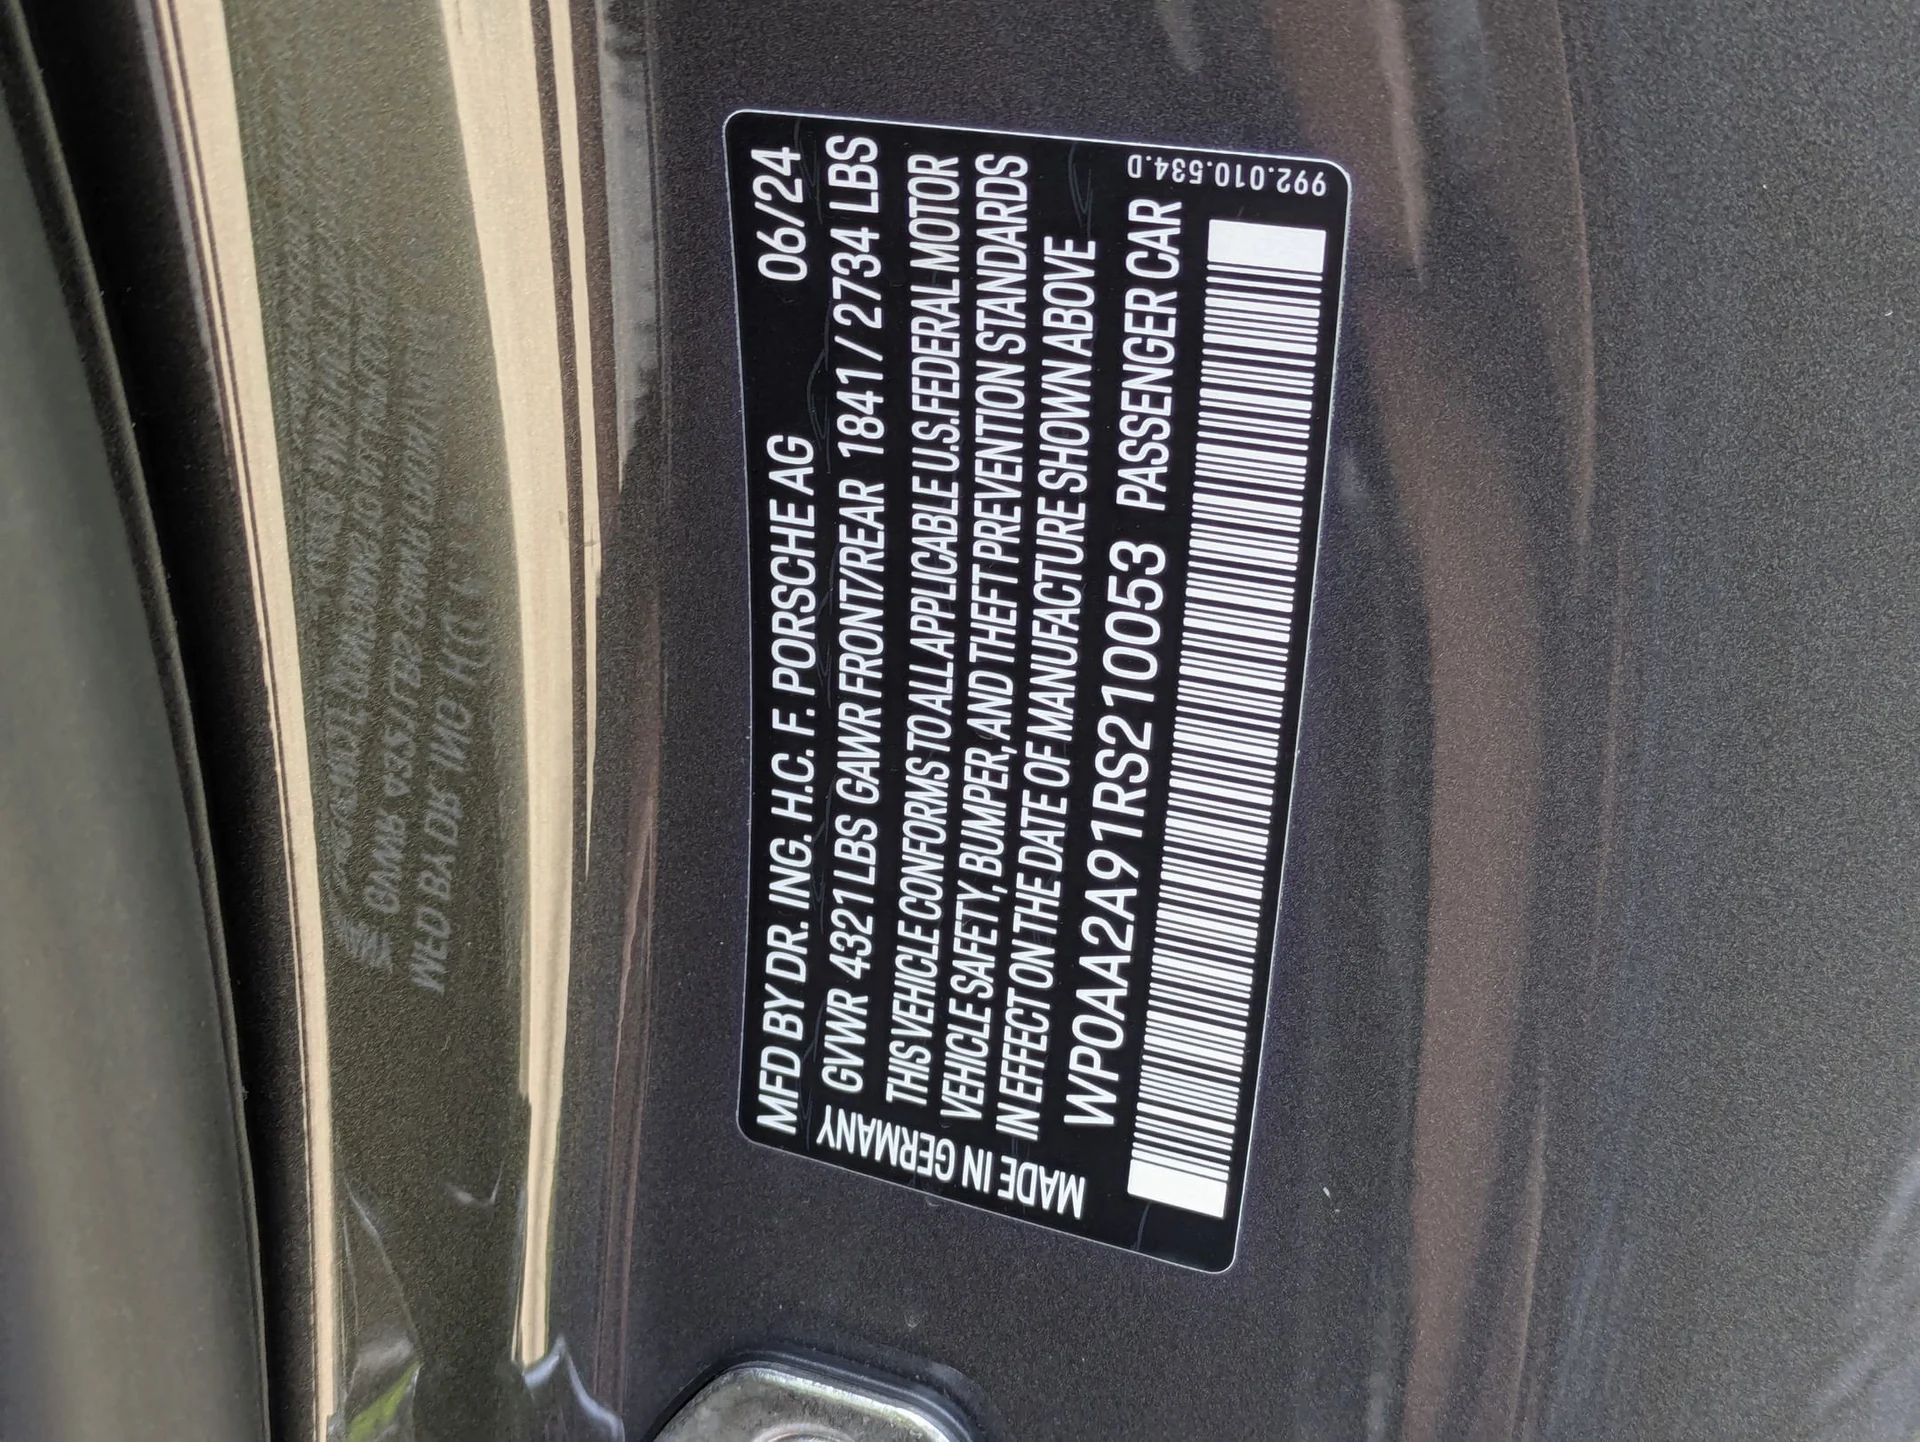 MFD BY DR. ING. H.C. F. PORSCHE AG 06/24
GVWR 4321 LBS GAWR FRONT/REAR 1841 / 2734 LBS
THIS VEHICLE CONFORMS TO ALL APPLICABLE U.S.FEDERAL MOTOR
VEHICLE SAFETY, BUMPER, AND THEFT PREVENTION STANDARDS
IN EFFECT ON THE DATE OF MANUFACTURE SHOWN ABOVE
WP0AA2A91RS210053 PASSENGER CAR
MADE IN GERMANY
992.010.534.D